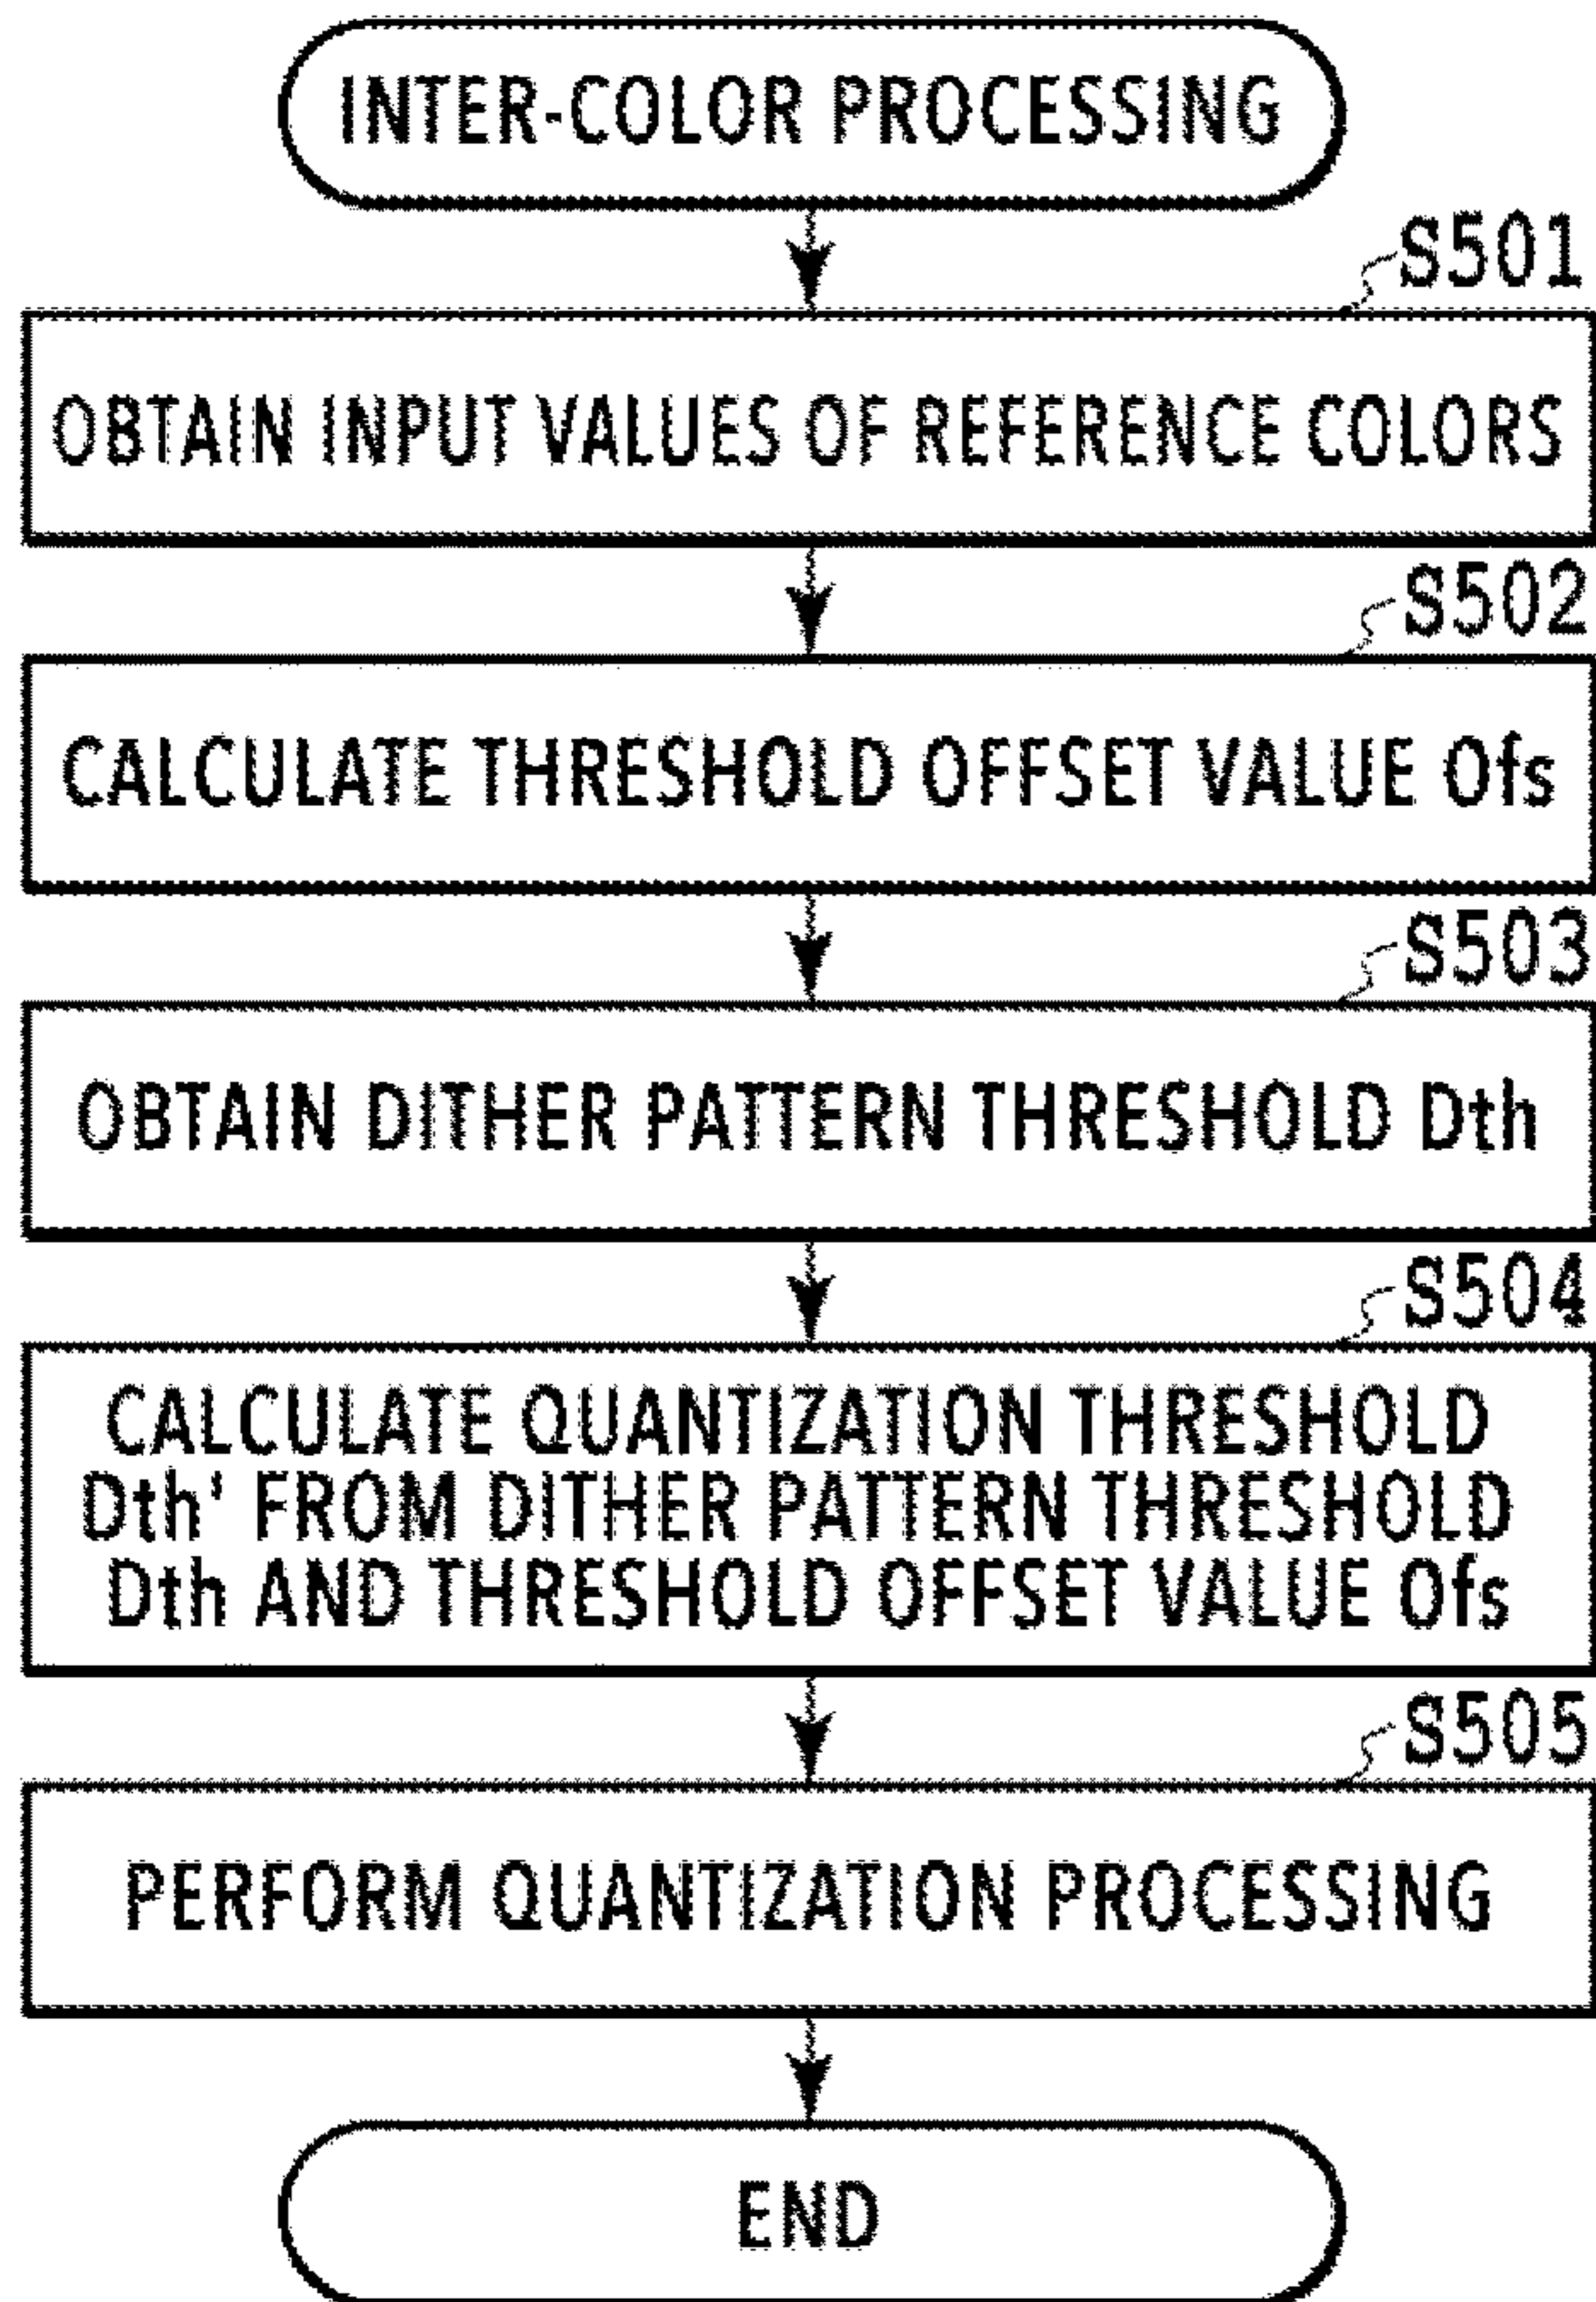 INTER-COLOR PROCESSING
S501
OBTAIN INPUT VALUES OF REFERENCE COLORS
S502
CALCULATE THRESHOLD OFFSET VALUE Ofs
S503
OBTAIN DITHER PATTERN THRESHOLD Dth
S504
CALCULATE QUANTIZATION THRESHOLD
Dth' FROM DITHER PATTERN THRESHOLD
Dth AND THRESHOLD OFFSET VALUE Ofs
S505
PERFORM QUANTIZATION PROCESSING
END